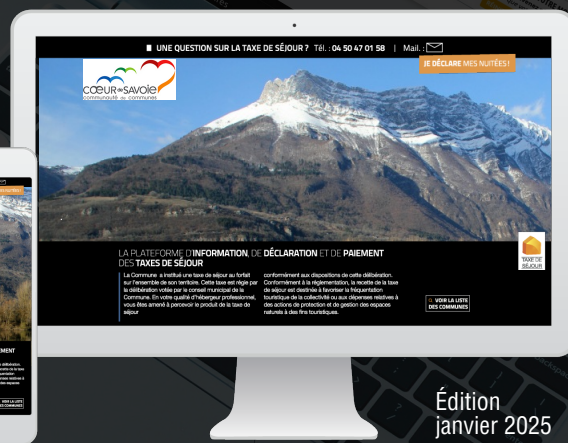 UNE QUESTION SUR LA TAXE DE SÉJOUR ? Tél. : 04 50 47 01 58 | Mail. :
JE DÉCLARE MES NUITÉES !
CŒUR DE SAVOIE
communauté de communes
LA PLATEFORME D'INFORMATION, DE DÉCLARATION ET DE PAIEMENT
DES TAXES DE SÉJOUR
La Commune a institué une taxe de séjour au forfait
sur l'ensemble de son territoire. Cette taxe est régie par
la délibération votée par le conseil municipal de la
Commune. En votre qualité d'hébergeur professionnel,
vous êtes amené à percevoir le produit de la taxe de
séjour
conformément aux dispositions de cette délibération.
Conformément à la réglementation, la recette de la taxe
de séjour est destinée à favoriser la fréquentation
touristique de la collectivité ou aux dépenses relatives à
des actions de protection et de gestion des espaces
naturels à des fins touristiques.
TAXE DE
SÉJOUR
VOIR LA LISTE
DES COMMUNES
VOIR LA LISTE
DES COMMUNES
Édition
janvier 2025